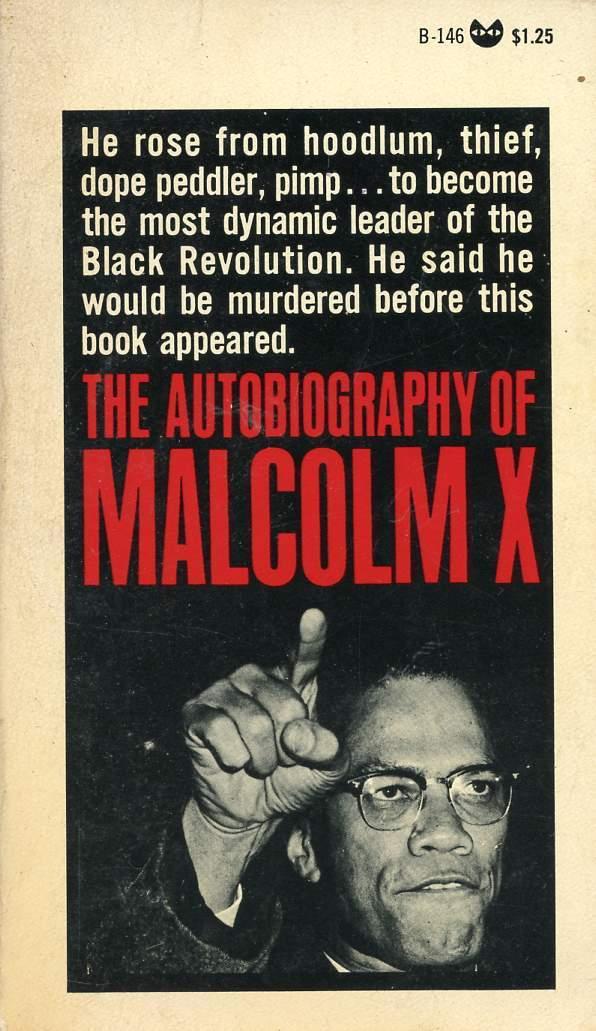 B-146 $1.25
He rose from hoodlum, thief,
dope peddler, pimp...to become
the most dynamic leader of the
Black Revolution. He said he
would be murdered before this
book appeared.
THE AUTOBIOGRAPHY OF
MALCOLM X